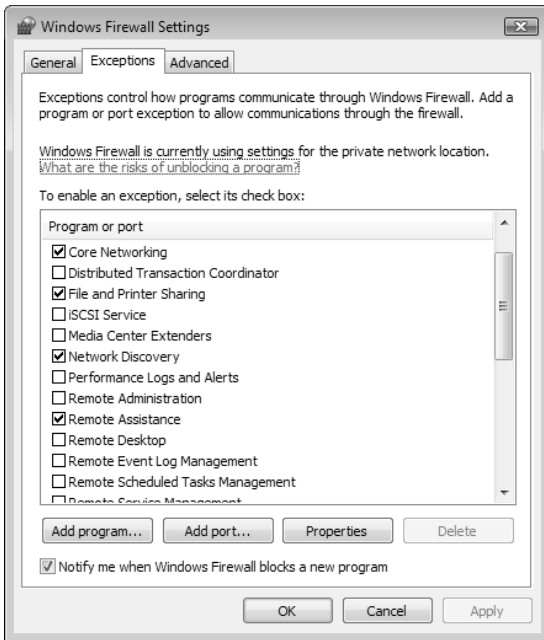 Windows Firewall Settings
General Exceptions Advanced
Exceptions control how programs communicate through Windows Firewall. Add a
program or port exception to allow communications through the firewall.
Windows Firewall is currently using settings for the private network location.
What are the risks of unblocking a program?
To enable an exception, select its check box:
Program or port
Core Networking
Distributed Transaction Coordinator
File and Printer Sharing
iSCSI Service
Media Center Extenders
Network Discovery
Performance Logs and Alerts
Remote Administration
Remote Assistance
Remote Desktop
Remote Event Log Management
Remote Scheduled Tasks Management
Remote Service Management
Add program... Add port... Properties Delete
Notify me when Windows Firewall blocks a new program
OK Cancel Apply